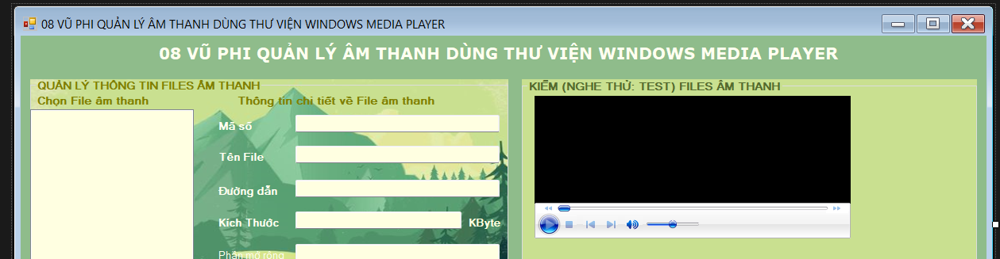 08 VŨ PHI QUẢN LÝ ÂM THANH DÙNG THƯ VIỆN WINDOWS MEDIA PLAYER
08 VŨ PHI QUẢN LÝ ÂM THANH DÙNG THƯ VIỆN WINDOWS MEDIA PLAYER
QUẢN LÝ THÔNG TIN FILES ÂM THANH
Chọn File âm thanh
Thông tin chi tiết về File âm thanh
Mã số
Tên File
Đường dẫn
Kích Thước
KByte
Phần mở rộng
KIỂM (NGHE THỬ: TEST) FILES ÂM THANH